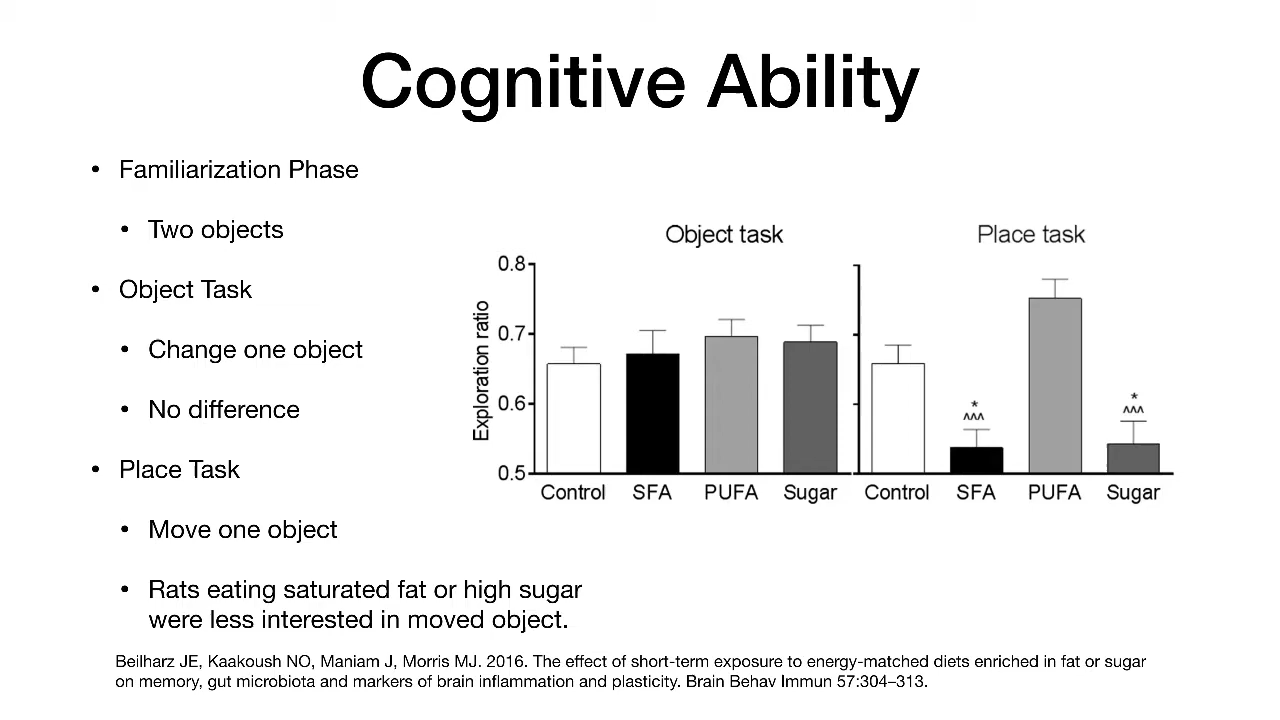 Cognitive Ability
• Familiarization Phase
• Two objects
• Object Task
• Change one object
• No difference
• Place Task
• Move one object
• Rats eating saturated fat or high sugar
were less interested in moved object.
Object task
Place task
Exploration ratio
0.8
0.7
0.6
0.5
* *
^^^ ^^^
Control SFA PUFA Sugar Control SFA PUFA Sugar
Beilharz JE, Kaakoush NO, Maniam J, Morris MJ. 2016. The effect of short-term exposure to energy-matched diets enriched in fat or sugar
on memory, gut microbiota and markers of brain inflammation and plasticity. Brain Behav Immun 57:304–313.